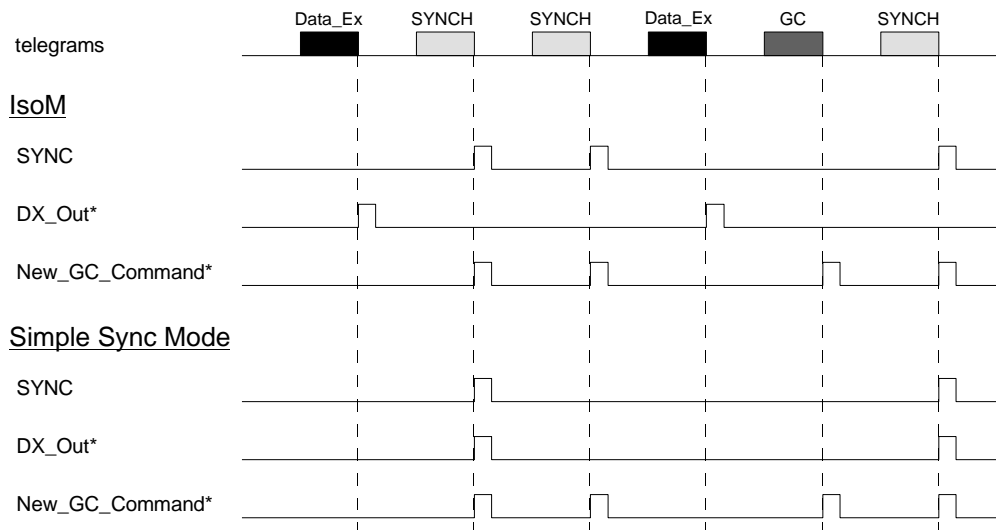 Data_Ex SYNCH SYNCH Data_Ex GC SYNCH
telegrams
IsoM
SYNC
DX_Out*
New_GC_Command*
Simple Sync Mode
SYNC
DX_Out*
New_GC_Command*